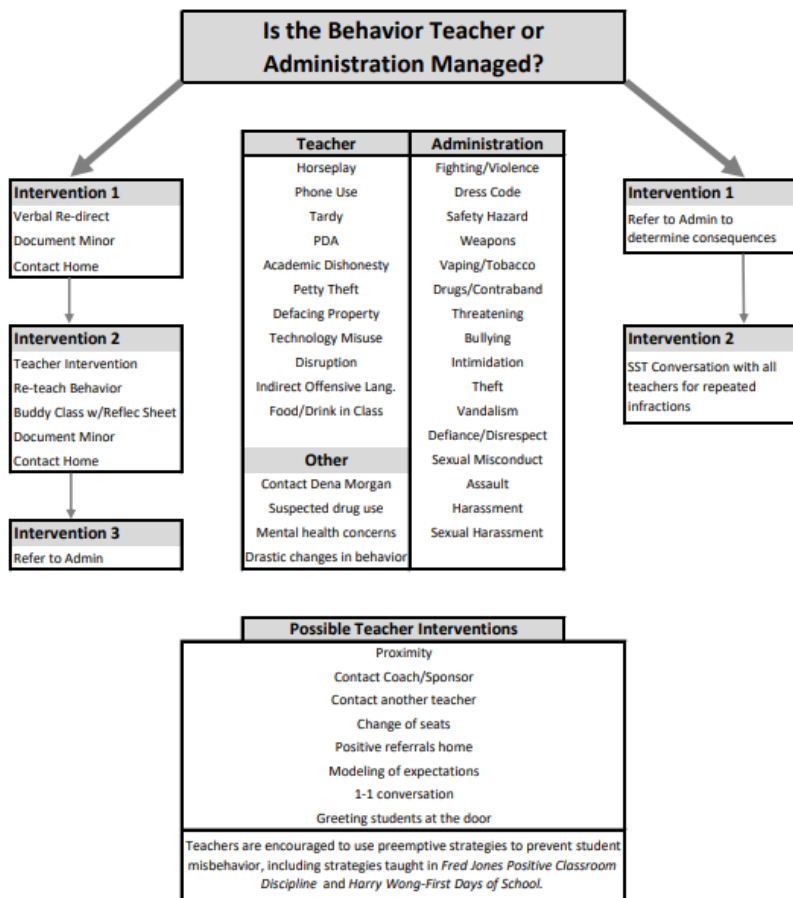 Is the Behavior Teacher or
Administration Managed?
Intervention 1
Verbal Re-direct
Document Minor
Contact Home
Intervention 2
Teacher Intervention
Re-teach Behavior
Buddy Class w/Reflec Sheet
Document Minor
Contact Home
Intervention 3
Refer to Admin
Teacher
Horseplay
Phone Use
Tardy
PDA
Academic Dishonesty
Petty Theft
Defacing Property
Technology Misuse
Disruption
Indirect Offensive Lang.
Food/Drink in Class
Other
Contact Dena Morgan
Suspected drug use
Mental health concerns
Drastic changes in behavior
Administration
Fighting/Violence
Dress Code
Safety Hazard
Weapons
Vaping/Tobacco
Drugs/Contraband
Threatening
Bullying
Intimidation
Theft
Vandalism
Defiance/Disrespect
Sexual Misconduct
Assault
Harassment
Sexual Harassment
Intervention 1
Refer to Admin to
determine consequences
Intervention 2
SST Conversation with all
teachers for repeated
infractions
Possible Teacher Interventions
Proximity
Contact Coach/Sponsor
Contact another teacher
Change of seats
Positive referrals home
Modeling of expectations
1-1 conversation
Greeting students at the door
Teachers are encouraged to use preemptive strategies to prevent student
misbehavior, including strategies taught in Fred Jones Positive Classroom
Discipline and Harry Wong-First Days of School.